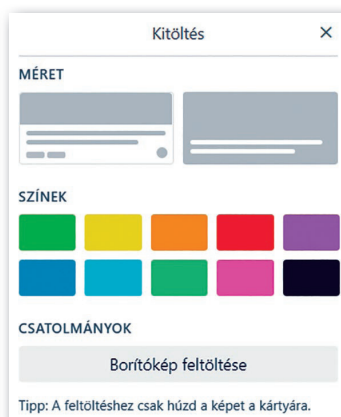 Kitöltés
MÉRET
SZÍNEK
CSATOLMÁNYOK
Borítókép feltöltése
Tipp: A feltöltéshez csak húzd a képet a kártyára.